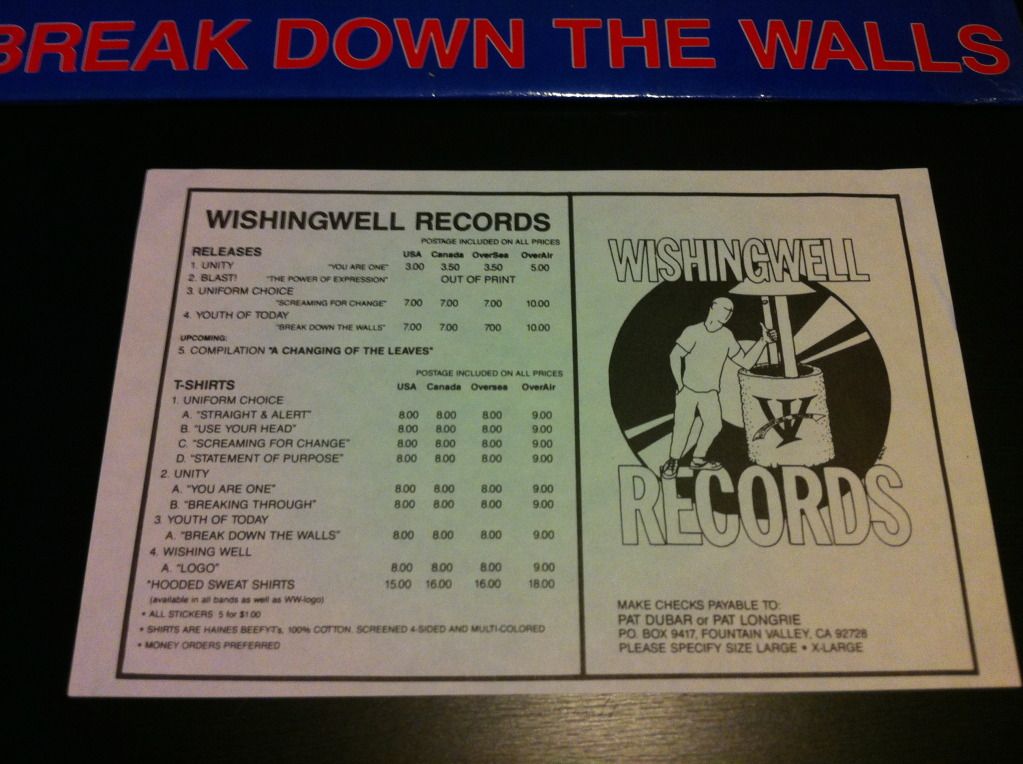 BREAK DOWN THE WALLS
WISHINGWELL RECORDS
POSTAGE INCLUDED ON ALL PRICES
RELEASES USA Canada OverSea OverAir
1. UNITY "YOU ARE ONE" 3.00 3.50 3.50 5.00
2. BLAST! "THE POWER OF EXPRESSION" OUT OF PRINT
3. UNIFORM CHOICE
"SCREAMING FOR CHANGE" 7.00 7.00 7.00 10.00
4. YOUTH OF TODAY
"BREAK DOWN THE WALLS" 7.00 7.00 700 10.00
UPCOMING:
5. COMPILATION "A CHANGING OF THE LEAVES"
POSTAGE INCLUDED ON ALL PRICES
T-SHIRTS USA Canada Oversea OverAir
1. UNIFORM CHOICE
A. "STRAIGHT & ALERT" 8.00 8.00 8.00 9.00
B. "USE YOUR HEAD" 8.00 8.00 8.00 9.00
C. "SCREAMING FOR CHANGE" 8.00 8.00 8.00 9.00
D. "STATEMENT OF PURPOSE" 8.00 8.00 8.00 9.00
2. UNITY
A. "YOU ARE ONE" 8.00 8.00 8.00 9.00
B. "BREAKING THROUGH" 8.00 8.00 8.00 9.00
3. YOUTH OF TODAY
A. "BREAK DOWN THE WALLS" 8.00 8.00 8.00 9.00
4. WISHING WELL
A. "LOGO" 8.00 8.00 8.00 9.00
*HOODED SWEAT SHIRTS 15.00 16.00 16.00 18.00
(available in all bands as well as WW-logo)
• ALL STICKERS 5 for $1.00
• SHIRTS ARE HAINES BEEFYT's, 100% COTTON. SCREENED 4-SIDED AND MULTI-COLORED
• MONEY ORDERS PREFERRED
WISHINGWELL
W
RECORDS
MAKE CHECKS PAYABLE TO:
PAT DUBAR or PAT LONGRIE
P.O. BOX 9417, FOUNTAIN VALLEY, CA 92728
PLEASE SPECIFY SIZE LARGE • X-LARGE